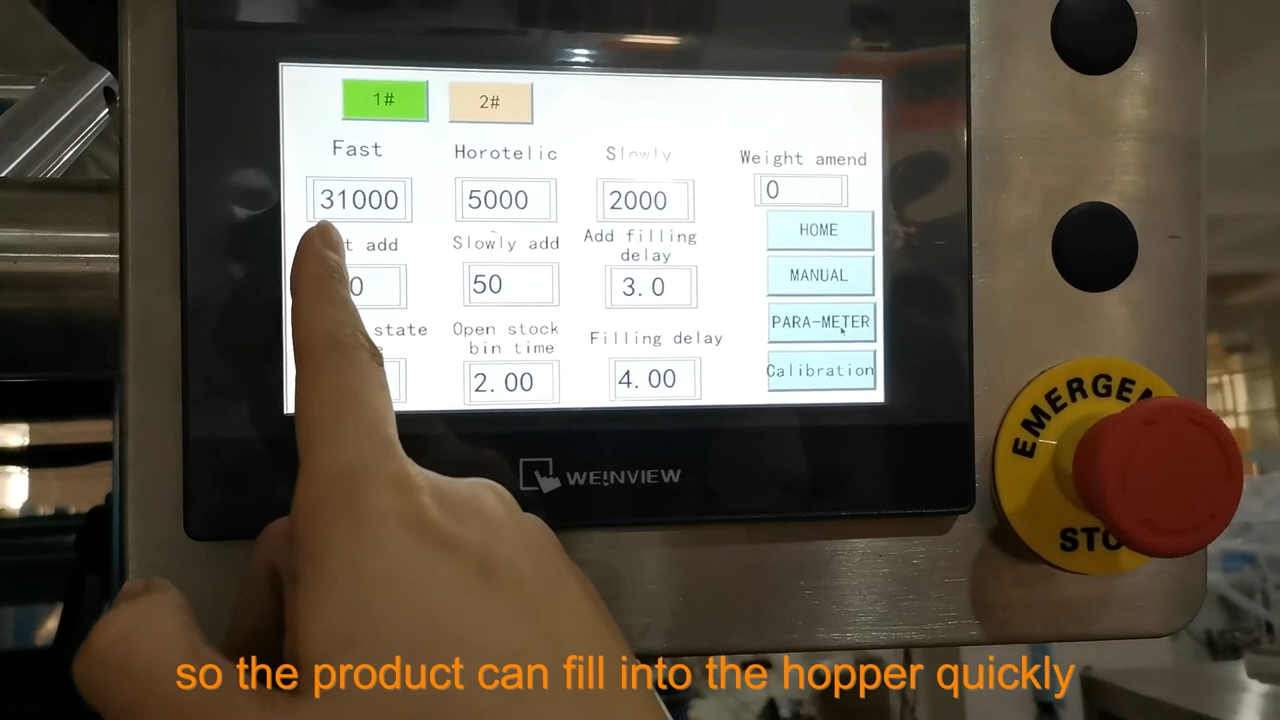 1# 2#
Fast Horotelic Slowly Weight amend
31000 5000 2000 0
HOME
add Slowly add Add filling delay
50 3.0
MANUAL
state Open stock bin time Filling delay
PARA-METER
2.00 4.00
Calibration
WEINVIEW
EMERGEN
STO
so the product can fill into the hopper quickly